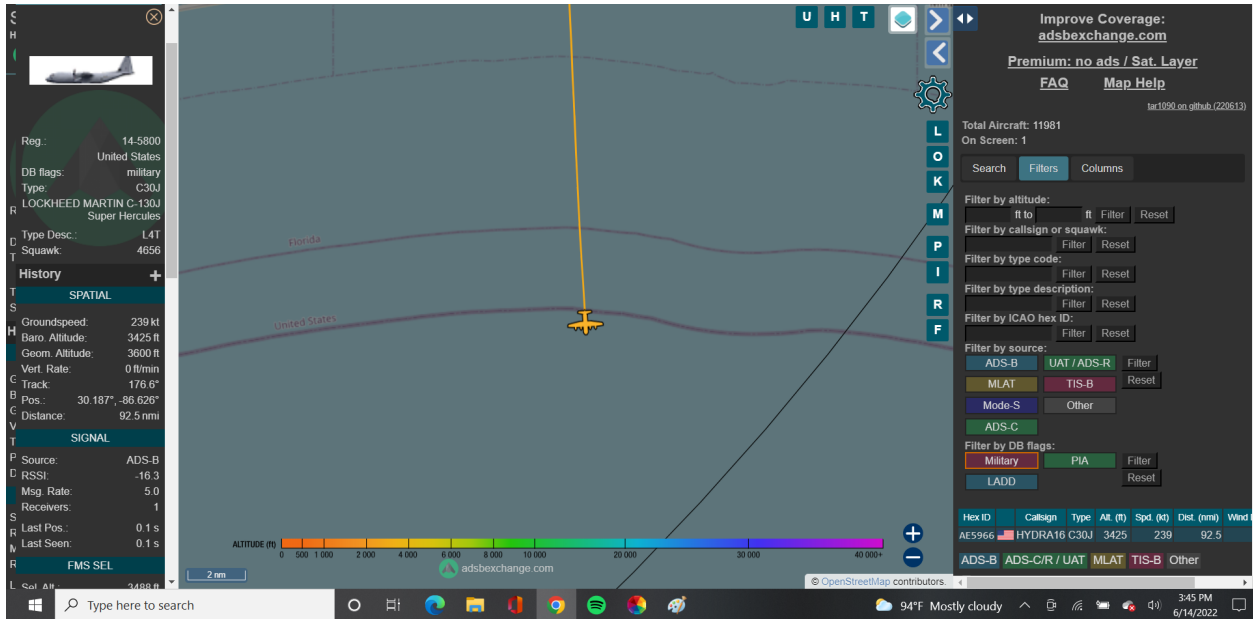 Reg.: 14-5800
United States
DB flags: military
Type: C30J
LOCKHEED MARTIN C-130J
Super Hercules
Type Desc.: L4T
Squawk: 4656
History +
SPATIAL
Groundspeed: 239 kt
Baro. Altitude: 3425 ft
Geom. Altitude: 3600 ft
Vert. Rate: 0 ft/min
Track: 176.6°
Pos.: 30.187°, -86.626°
Distance: 92.5 nmi
SIGNAL
Source: ADS-B
RSSI: -16.3
Msg. Rate: 5.0
Receivers: 1
Last Pos.: 0.1 s
Last Seen: 0.1 s
FMS SEL
Sel. Alt.: 3488 ft
Florida
United States
ALTITUDE (ft) 0 500 1 000 2 000 4 000 6 000 8 000 10 000 20 000 30 000 40 000+
adsbexchange.com
2 nm
© OpenStreetMap contributors.
U H T
L
O
K
M
P
I
R
F
Improve Coverage:
adsbexchange.com
Premium: no ads / Sat. Layer
FAQ Map Help
tar1090 on github (220613)
Total Aircraft: 11981
On Screen: 1
Search Filters Columns
Filter by altitude:
ft to ft Filter Reset
Filter by callsign or squawk:
Filter Reset
Filter by type code:
Filter Reset
Filter by type description:
Filter Reset
Filter by ICAO hex ID:
Filter Reset
Filter by source:
ADS-B UAT / ADS-R Filter
MLAT TIS-B Reset
Mode-S Other
ADS-C
Filter by DB flags:
Military PIA Filter
LADD Reset
Hex ID Callsign Type Alt. (ft) Spd. (kt) Dist. (nmi) Wind
AE5966 HYDRA16 C30J 3425 239 92.5
ADS-B ADS-C/R / UAT MLAT TIS-B Other
Type here to search
94°F Mostly cloudy
3:45 PM
6/14/2022